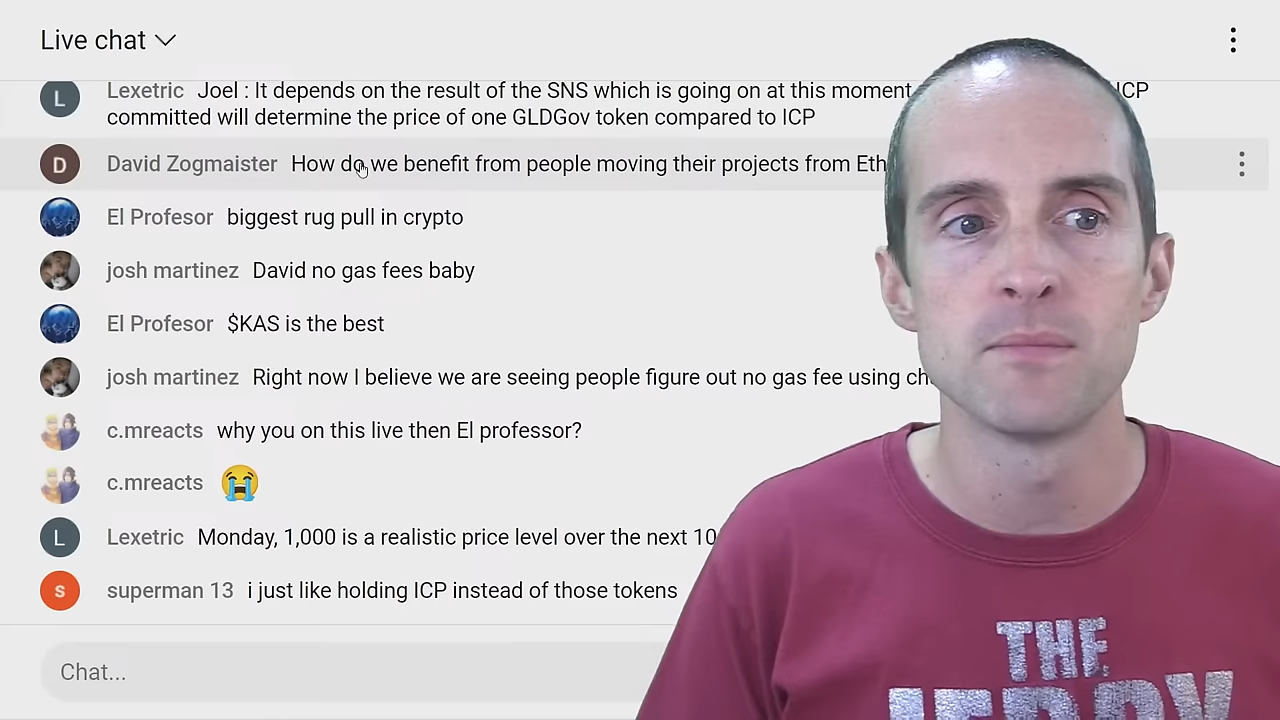 Live chat
L Lexetric Joel : It depends on the result of the SNS which is going on at this moment ICP
committed will determine the price of one GLDGov token compared to ICP
D David Zogmaister How do we benefit from people moving their projects from Eth
El Profesor biggest rug pull in crypto
josh martinez David no gas fees baby
El Profesor $KAS is the best
josh martinez Right now I believe we are seeing people figure out no gas fee using ch
c.mreacts why you on this live then El professor?
c.mreacts 😭
L Lexetric Monday, 1,000 is a realistic price level over the next 10
s superman 13 i just like holding ICP instead of those tokens
Chat...
THE
JERRY